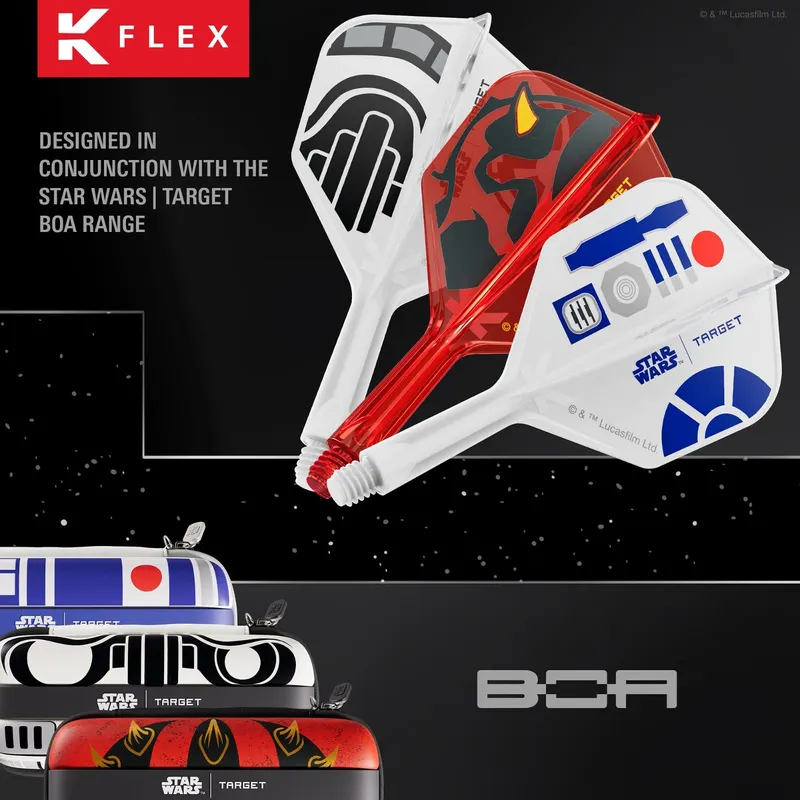 © & ™ Lucasfilm Ltd.
K FLEX
DESIGNED IN
CONJUNCTION WITH THE
STAR WARS | TARGET
BOA RANGE
STAR WARS
TARGET
© & ™ Lucasfilm Ltd.
STAR WARS | TARGET
STAR WARS | TARGET
STAR WARS | TARGET
BOA